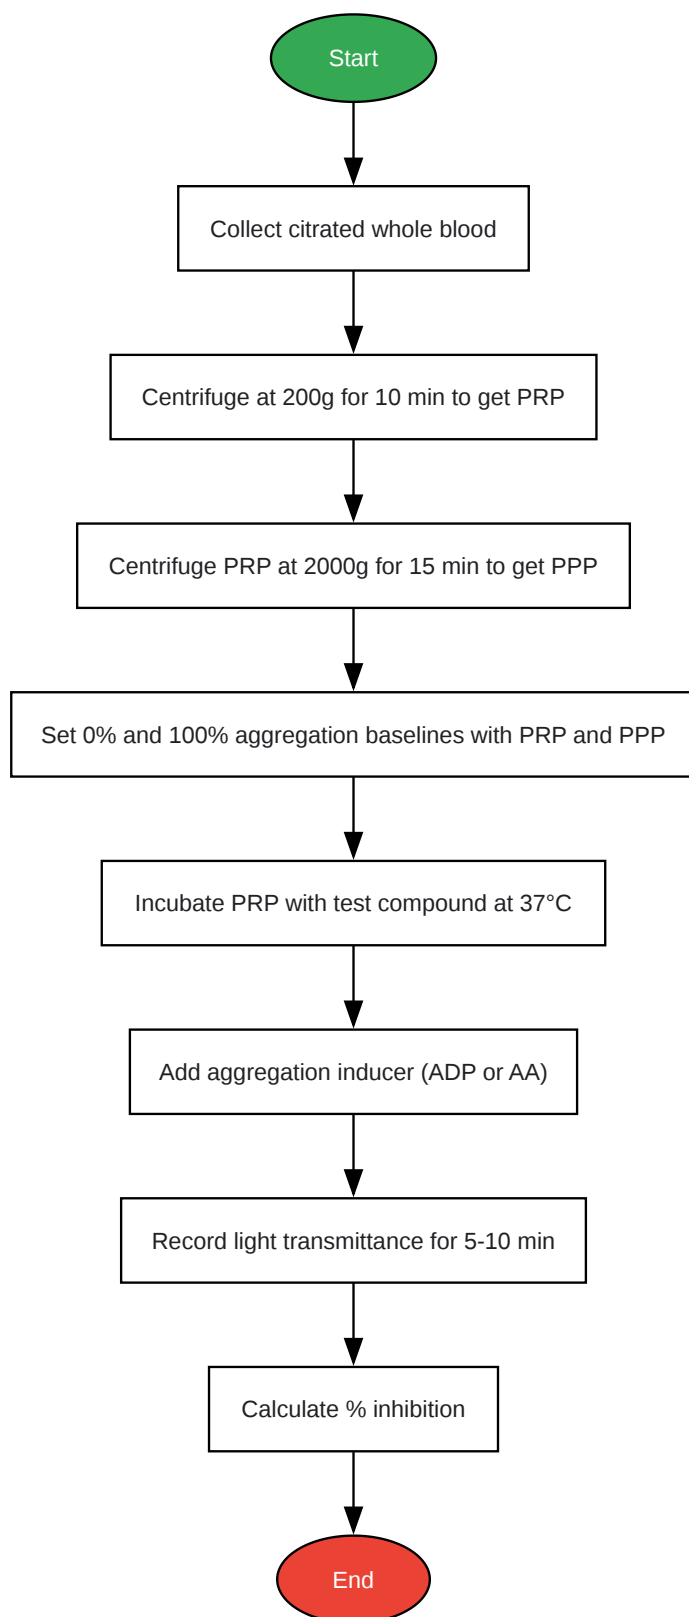 Start
Collect citrated whole blood
Centrifuge at 200g for 10 min to get PRP
Centrifuge PRP at 2000g for 15 min to get PPP
Set 0% and 100% aggregation baselines with PRP and PPP
Incubate PRP with test compound at 37°C
Add aggregation inducer (ADP or AA)
Record light transmittance for 5-10 min
Calculate % inhibition
End